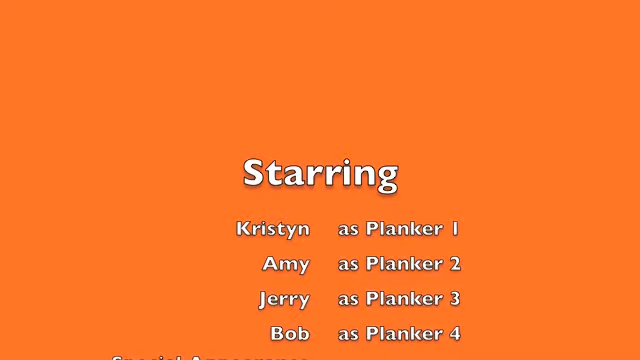 Starring
Kristyn as Planker 1
Amy as Planker 2
Jerry as Planker 3
Bob as Planker 4